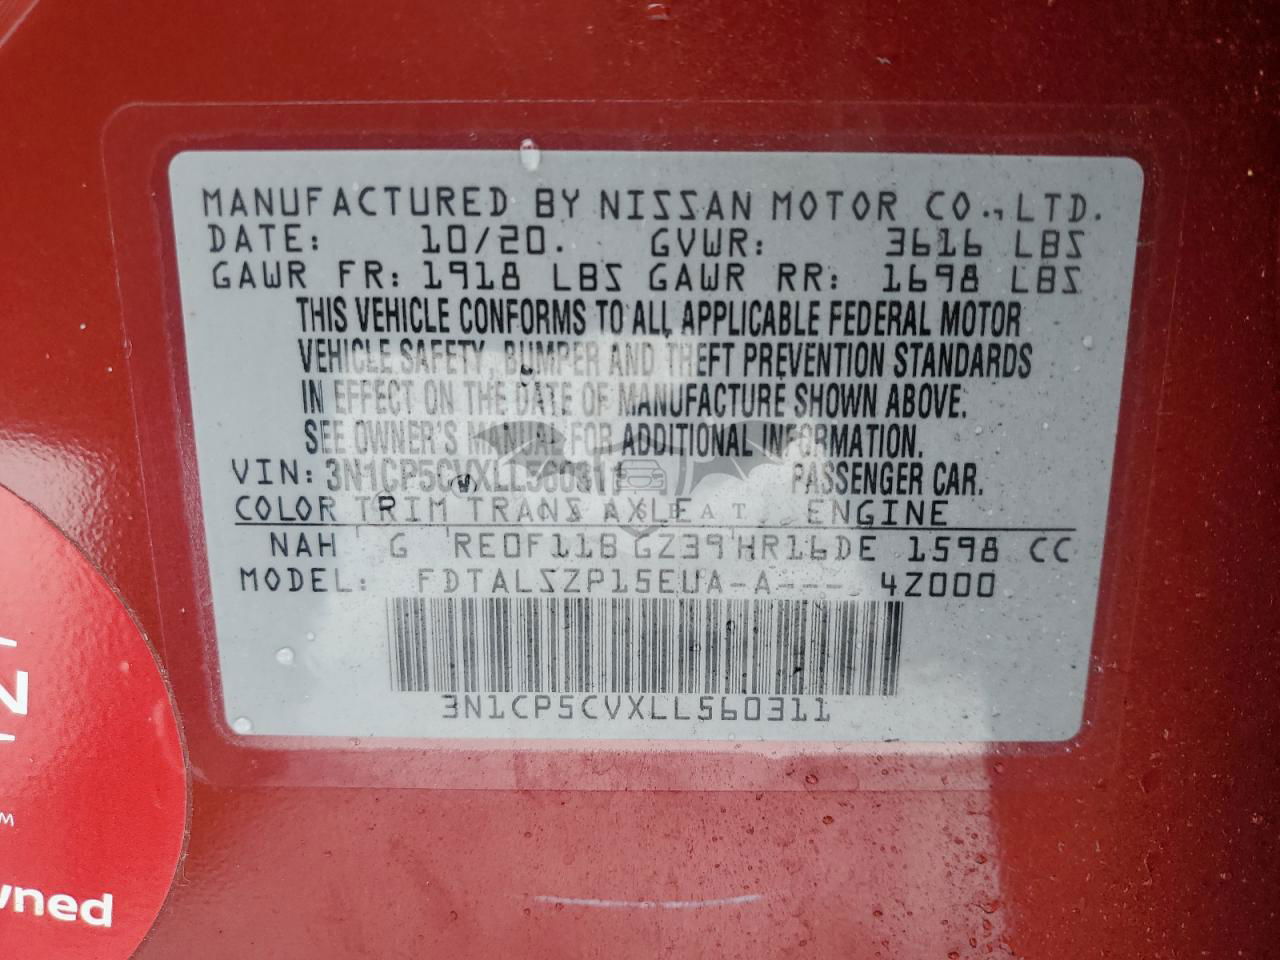 MANUFACTURED BY NISSAN MOTOR CO., LTD.
DATE: 10/20. GVWR: 3616 LBS
GAWR FR: 1918 LBS GAWR RR: 1698 LBS
THIS VEHICLE CONFORMS TO ALL APPLICABLE FEDERAL MOTOR
VEHICLE SAFETY, BUMPER AND THEFT PREVENTION STANDARDS
IN EFFECT ON THE DATE OF MANUFACTURE SHOWN ABOVE.
SEE OWNER'S MANUAL FOR ADDITIONAL INFORMATION.
VIN: 3N1CP5CVXLL560311 PASSENGER CAR.
COLOR TRIM TRANS AXLE ENGINE
NAH G RE0F11B GZ39 HR16DE 1598 CC
MODEL: FDTALSZP15EUA-A--- 4Z000
3N1CP5CVXLL560311